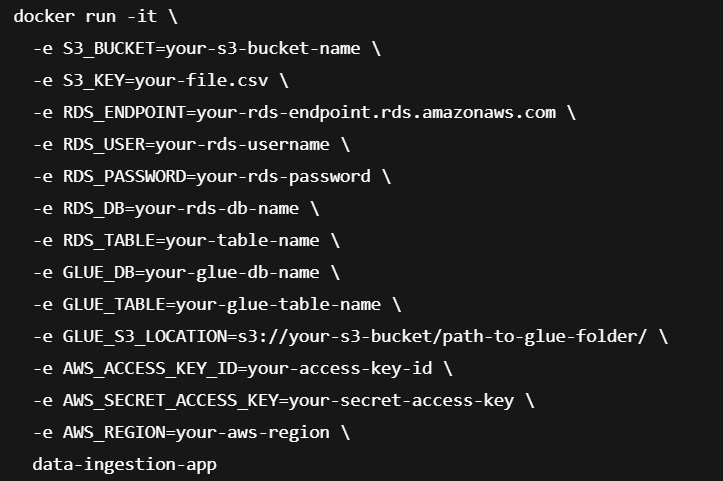 docker run -it \
-e S3_BUCKET=your-s3-bucket-name \
-e S3_KEY=your-file.csv \
-e RDS_ENDPOINT=your-rds-endpoint.rds.amazonaws.com \
-e RDS_USER=your-rds-username \
-e RDS_PASSWORD=your-rds-password \
-e RDS_DB=your-rds-db-name \
-e RDS_TABLE=your-table-name \
-e GLUE_DB=your-glue-db-name \
-e GLUE_TABLE=your-glue-table-name \
-e GLUE_S3_LOCATION=s3://your-s3-bucket/path-to-glue-folder/ \
-e AWS_ACCESS_KEY_ID=your-access-key-id \
-e AWS_SECRET_ACCESS_KEY=your-secret-access-key \
-e AWS_REGION=your-aws-region \
data-ingestion-app